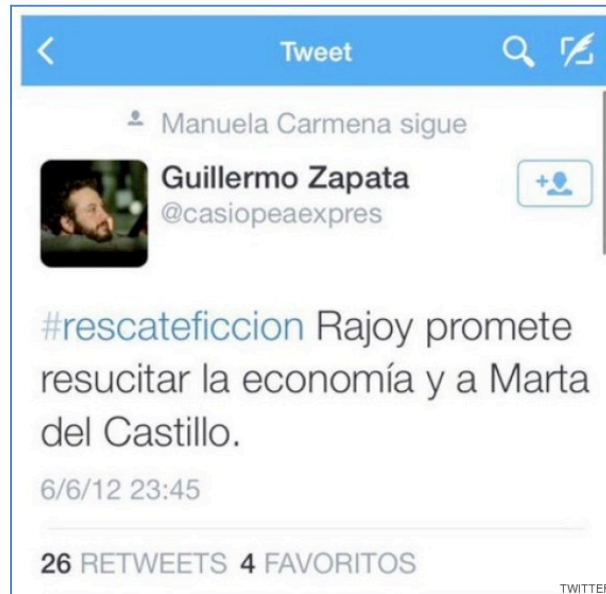 Tweet
Manuela Carmena sigue
Guillermo Zapata
@casiopeaexpres
#rescateficcion Rajoy promete
resucitar la economía y a Marta
del Castillo.
6/6/12 23:45
26 RETWEETS 4 FAVORITOS
TWITTER